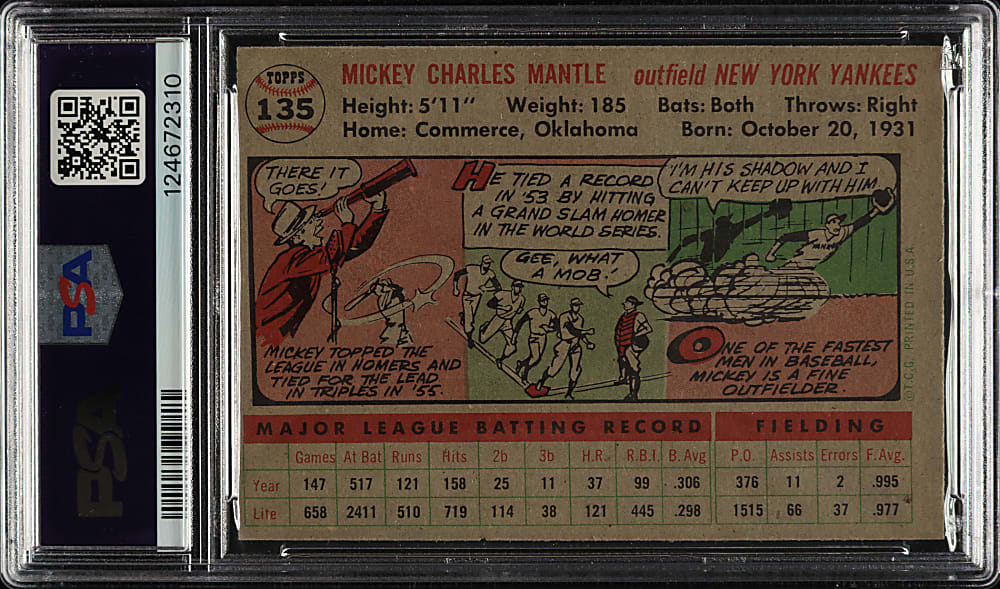 124672310
PSA
PSA
TOPPS
135
MICKEY CHARLES MANTLE outfield NEW YORK YANKEES
Height: 5'11" Weight: 185 Bats: Both Throws: Right
Home: Commerce, Oklahoma Born: October 20, 1931
THERE IT
GOES!
MICKEY TOPPED THE
LEAGUE IN HOMERS AND
TIED FOR THE LEAD
IN TRIPLES IN '55.
HE TIED A RECORD
IN '53 BY HITTING
A GRAND SLAM HOMER
IN THE WORLD SERIES.
GEE, WHAT
A MOB!
I'M HIS SHADOW AND I
CAN'T KEEP UP WITH HIM
YANKEES
ONE OF THE FASTEST
MEN IN BASEBALL,
MICKEY IS A FINE
OUTFIELDER.
©T.C.G. PRINTED IN U.S.A
MAJOR LEAGUE BATTING RECORD FIELDING
Games At Bat Runs Hits 2b 3b H.R. R.B.I. B. Avg P.O. Assists Errors F. Avg.
Year 147 517 121 158 25 11 37 99 .306 376 11 2 .995
Life 658 2411 510 719 114 38 121 445 .298 1515 66 37 .977